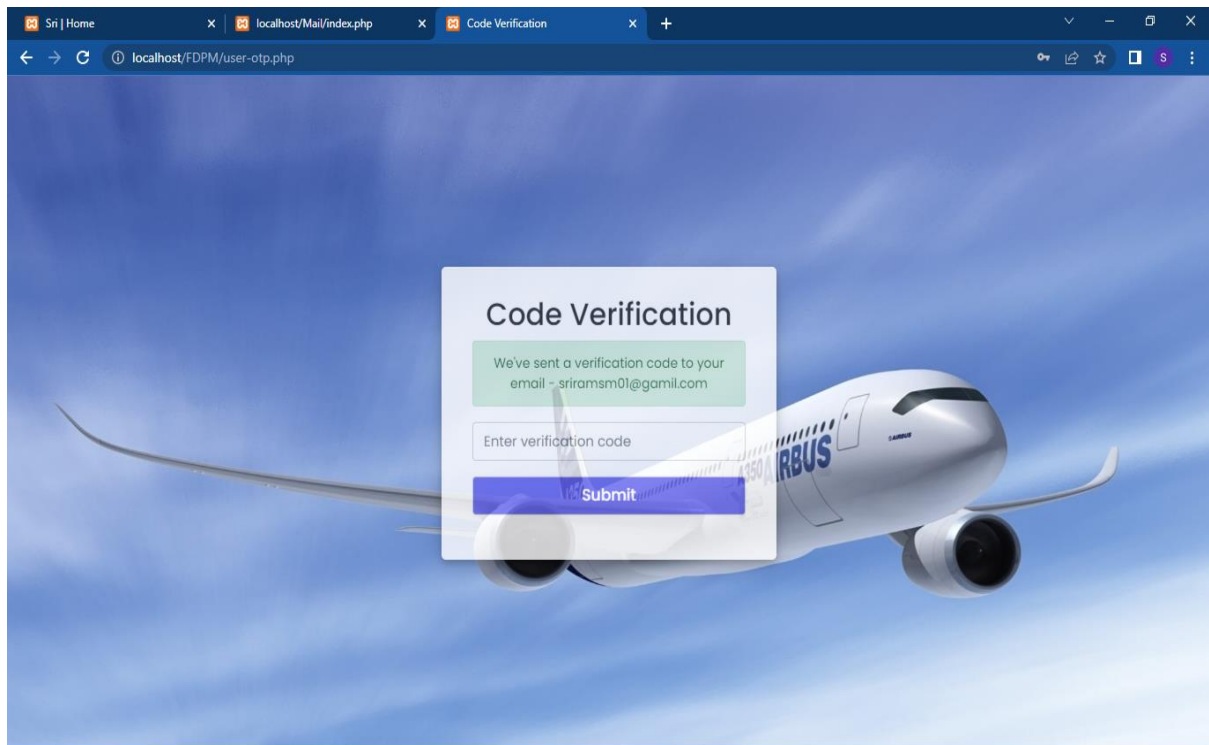 Sri | Home
localhost/Mail/index.php
Code Verification
localhost/FDPM/user-otp.php
S
Code Verification
We've sent a verification code to your
email - sriramsm01@gamil.com
Enter verification code
Submit
A350 AIRBUS
AIRBUS